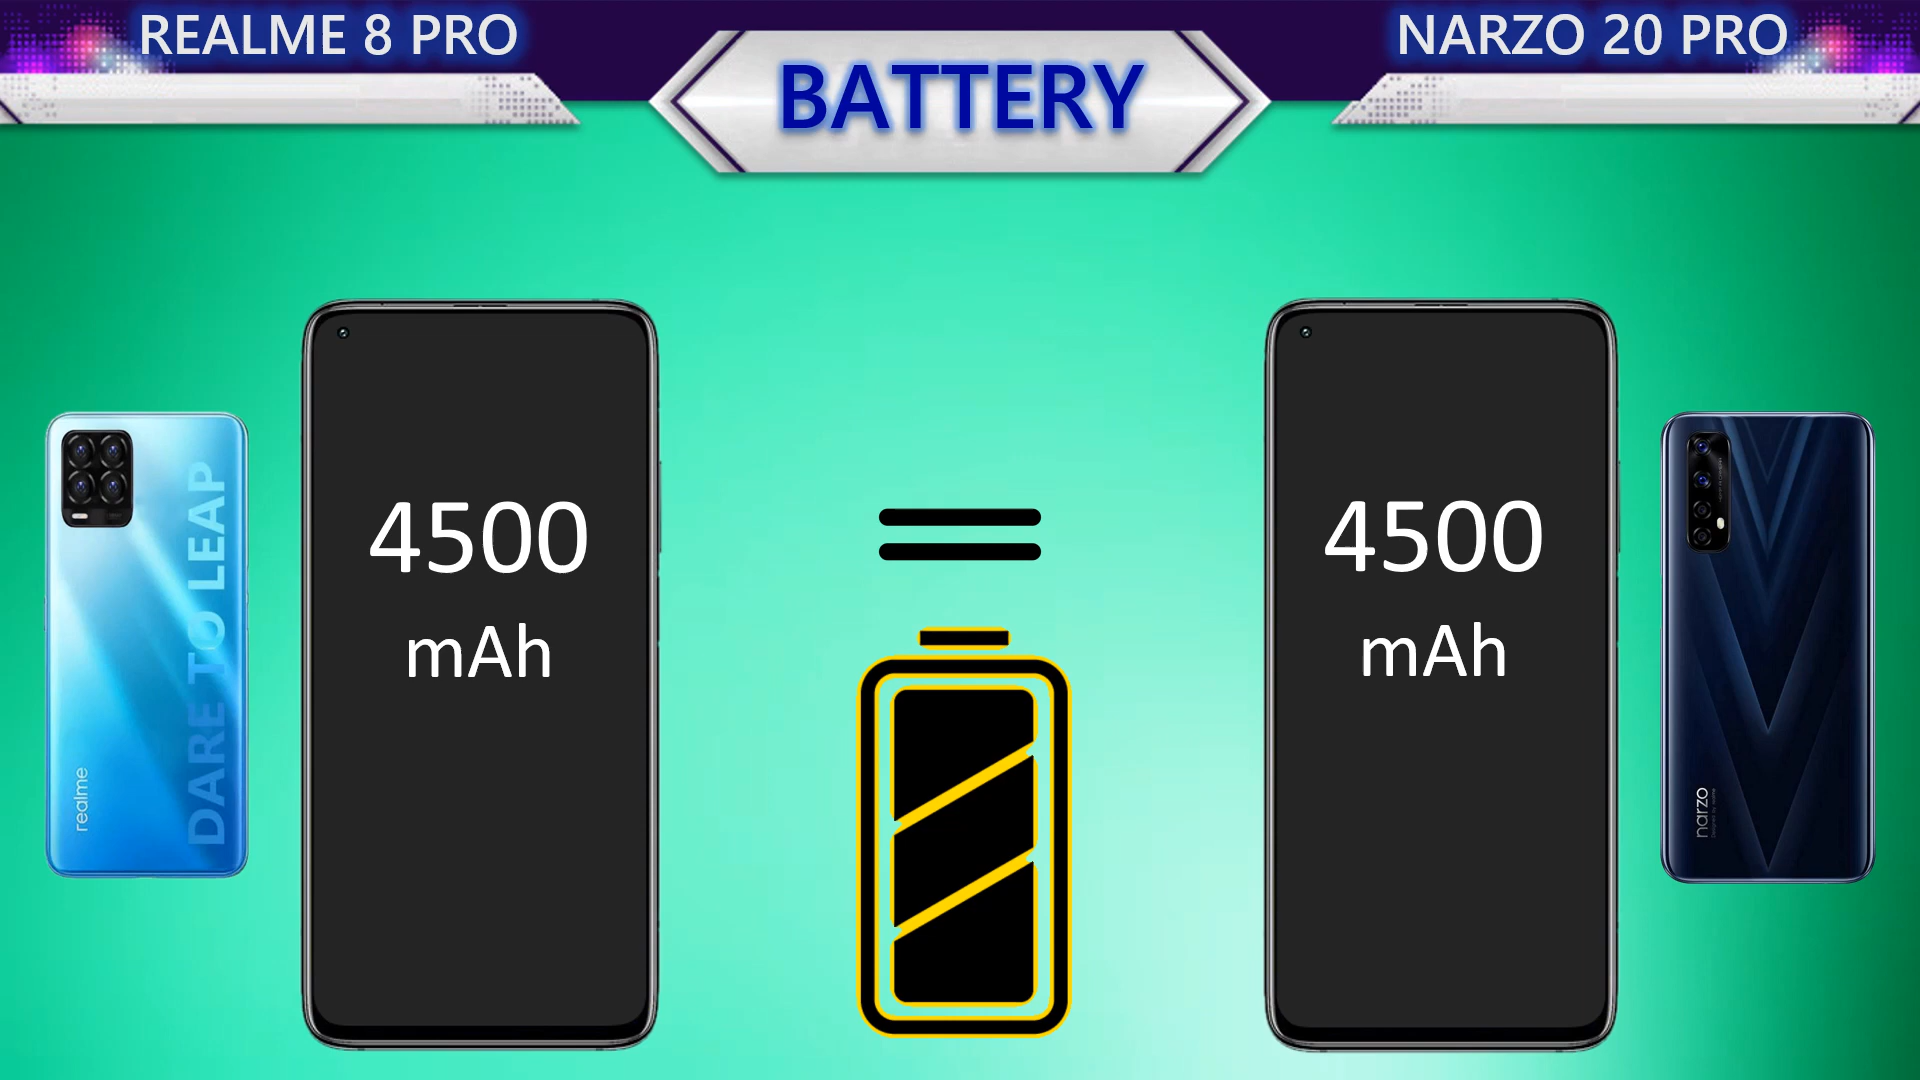 REALME 8 PRO
BATTERY
NARZO 20 PRO
DARE TO LEAP
realme
4500
mAh
4500
mAh
narzo